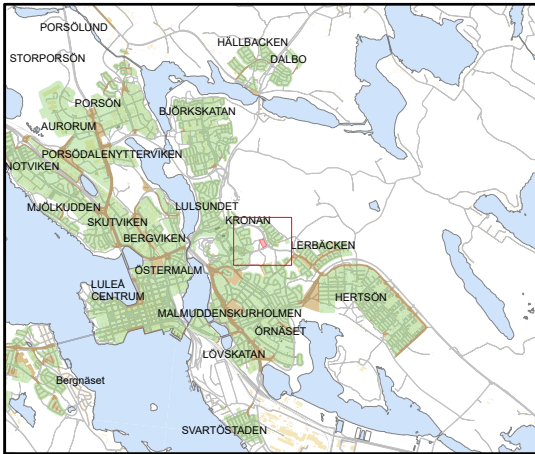 PORSÖLUND
HÄLLBACKEN
STORPORSÖN
DALBO
PORSÖN
BJÖRKSKATAN
AURORUM
PORSÖDALENYTTERVIKEN
NOTVIKEN
MJÖLKUDDEN
LULSUNDET
SKUTVIKEN
KRONAN
BERGVIKEN
LERBÄCKEN
ÖSTERMALM
LULEÅ
CENTRUM
HERTSÖN
MALMUDDENSKURHOLMEN
ÖRNÄSET
LÖVSKATAN
Bergnäset
SVARTÖSTADEN